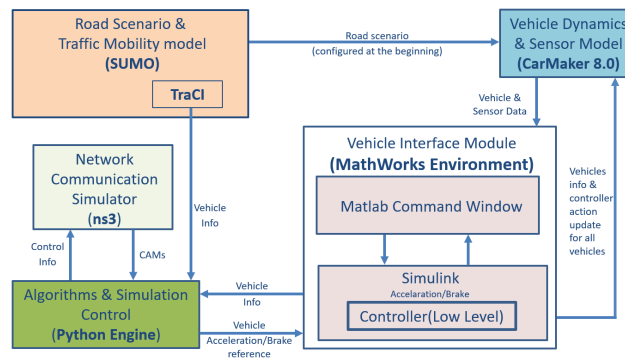 Road Scenario &
Traffic Mobility model
(SUMO)
TraCI
Road scenario
(configured at the beginning)
Vehicle Dynamics
& Sensor Model
(CarMaker 8.0)
Vehicle &
Sensor Data
Network
Communication
Simulator
(ns3)
Vehicle
Info
Control
Info
CAMs
Vehicle Interface Module
(MathWorks Environment)
Matlab Command Window
Simulink
Accelaration/Brake
Controller(Low Level)
Vehicles
info &
controller
action
update
for all
vehicles
Algorithms & Simulation
Control
(Python Engine)
Vehicle
Info
Vehicle
Acceleration/Brake
reference